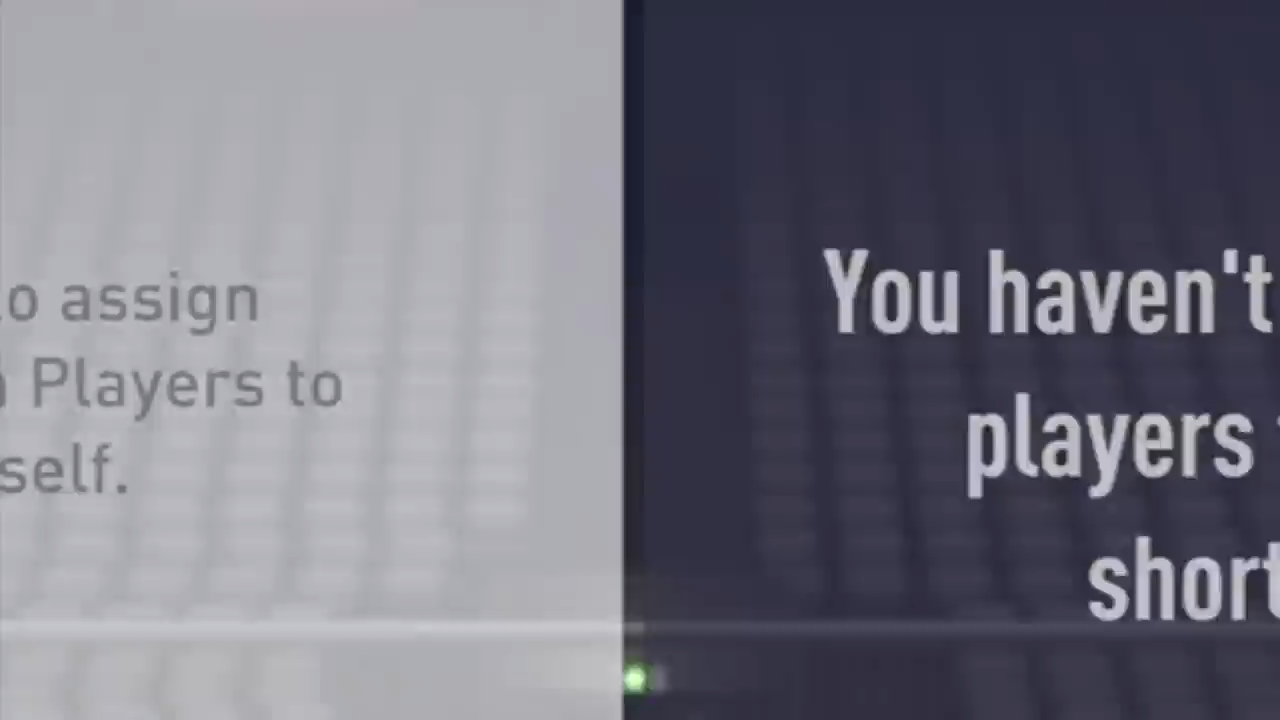 o assign
Players to
self.
You haven't
players
short